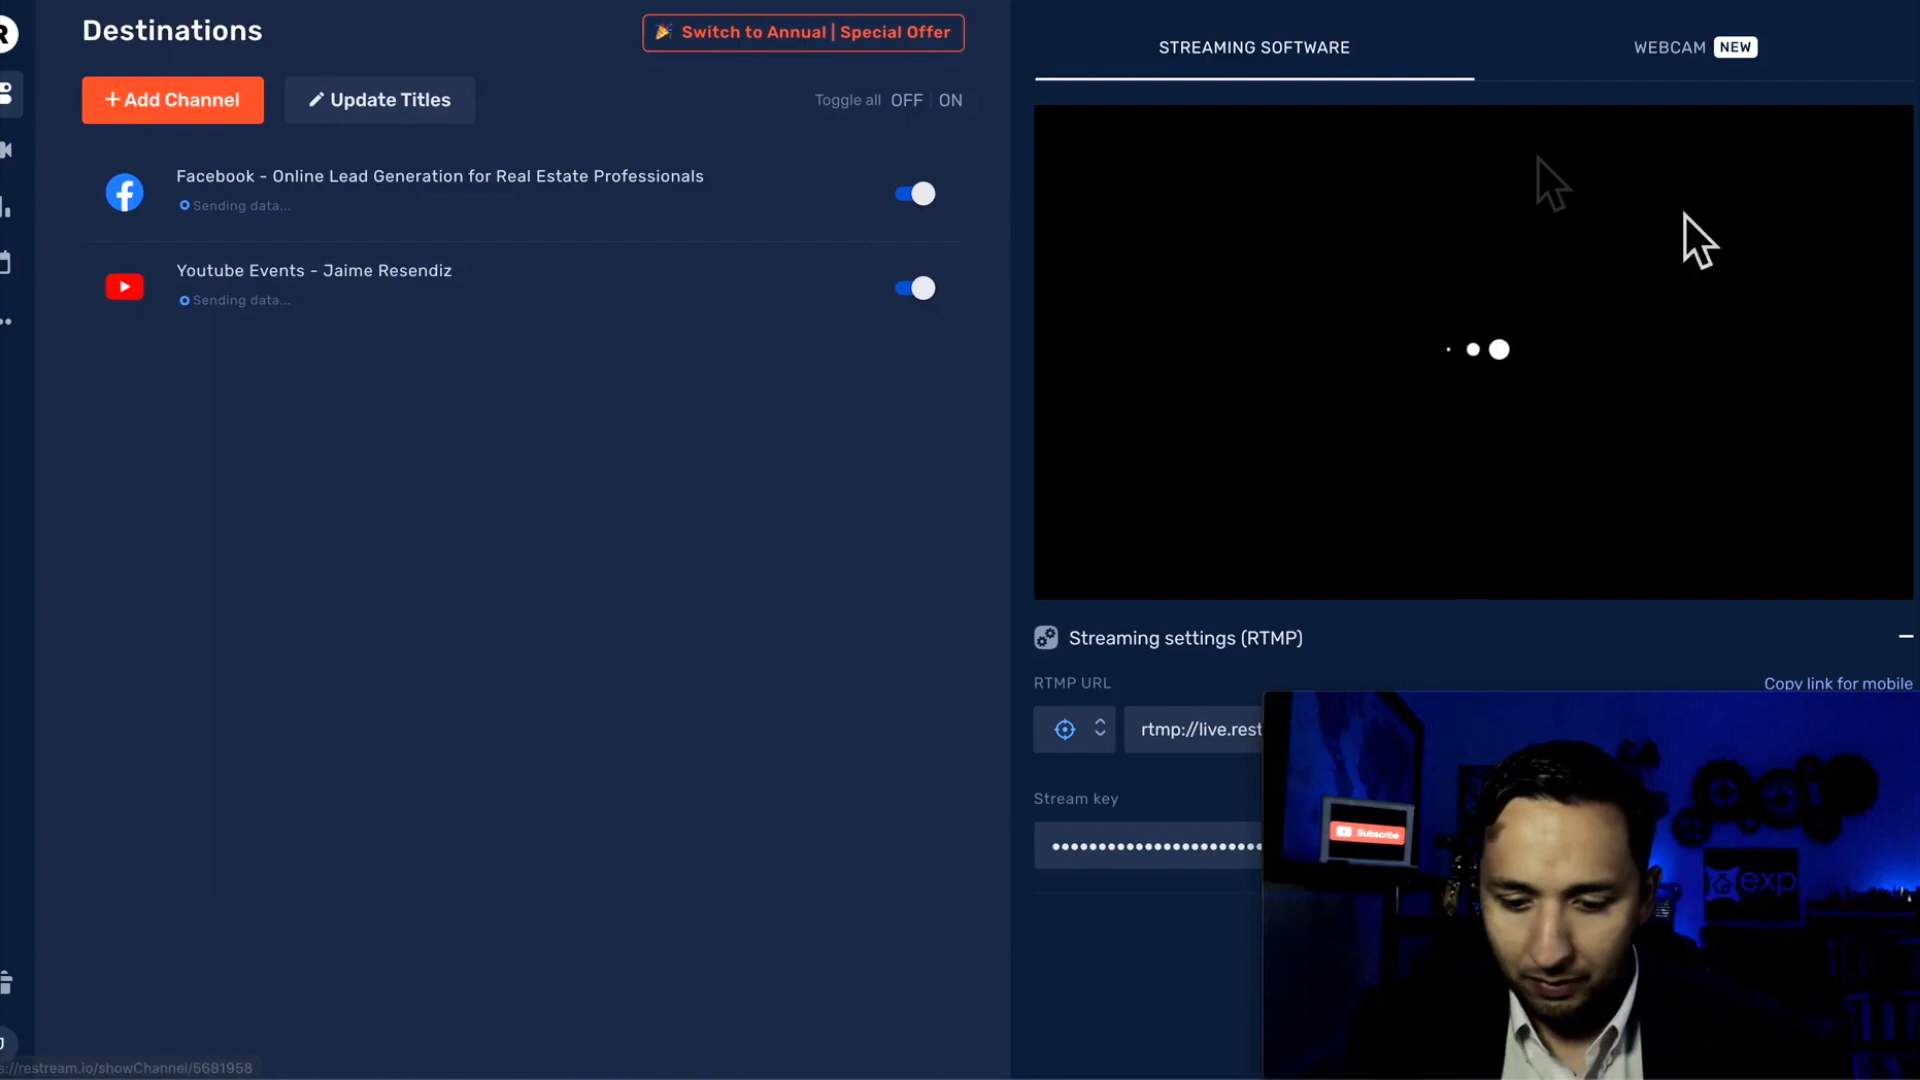 R
Destinations
Switch to Annual | Special Offer
+ Add Channel
Update Titles
Toggle all OFF | ON
Facebook - Online Lead Generation for Real Estate Professionals
Sending data...
Youtube Events - Jaime Resendiz
Sending data...
STREAMING SOFTWARE
WEBCAM NEW
Streaming settings (RTMP)
RTMP URL
Copy link for mobile
rtmp://live.rest
Stream key
••••••••••••••••••••••••
Subscribe
exp
J
s://restream.io/showChannel/5681958